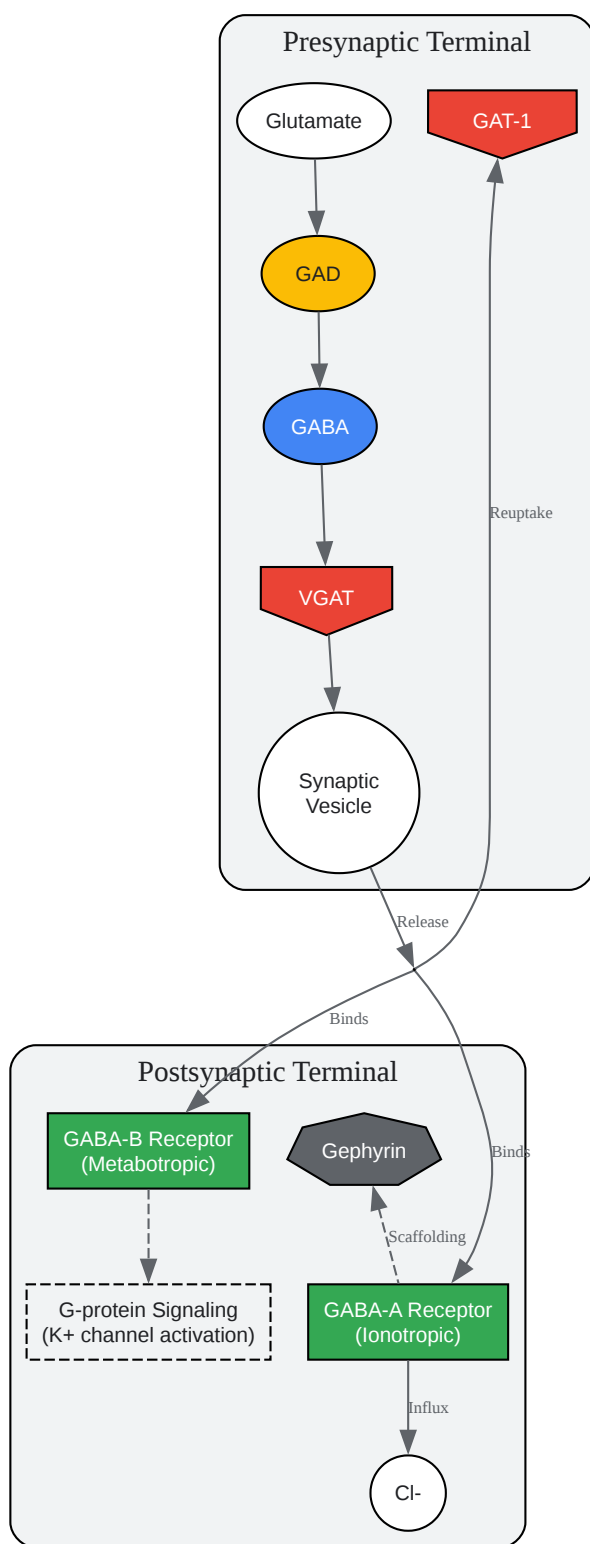 Presynaptic Terminal
Glutamate
GAT-1
GAD
GABA
Reuptake
VGAT
Synaptic
Vesicle
Release
Binds
Postsynaptic Terminal
GABA-B Receptor
(Metabotropic)
Gephyrin
Binds
Scaffolding
G-protein Signaling
(K+ channel activation)
GABA-A Receptor
(Ionotropic)
Influx
Cl-